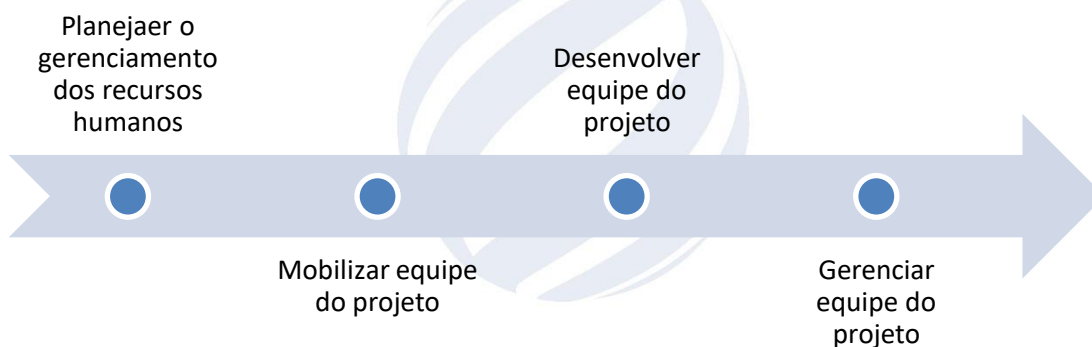 Planejaer o
gerenciamento
dos recursos
humanos
Mobilizar equipe
do projeto
Desenvolver
equipe do
projeto
Gerenciar
equipe do
projeto